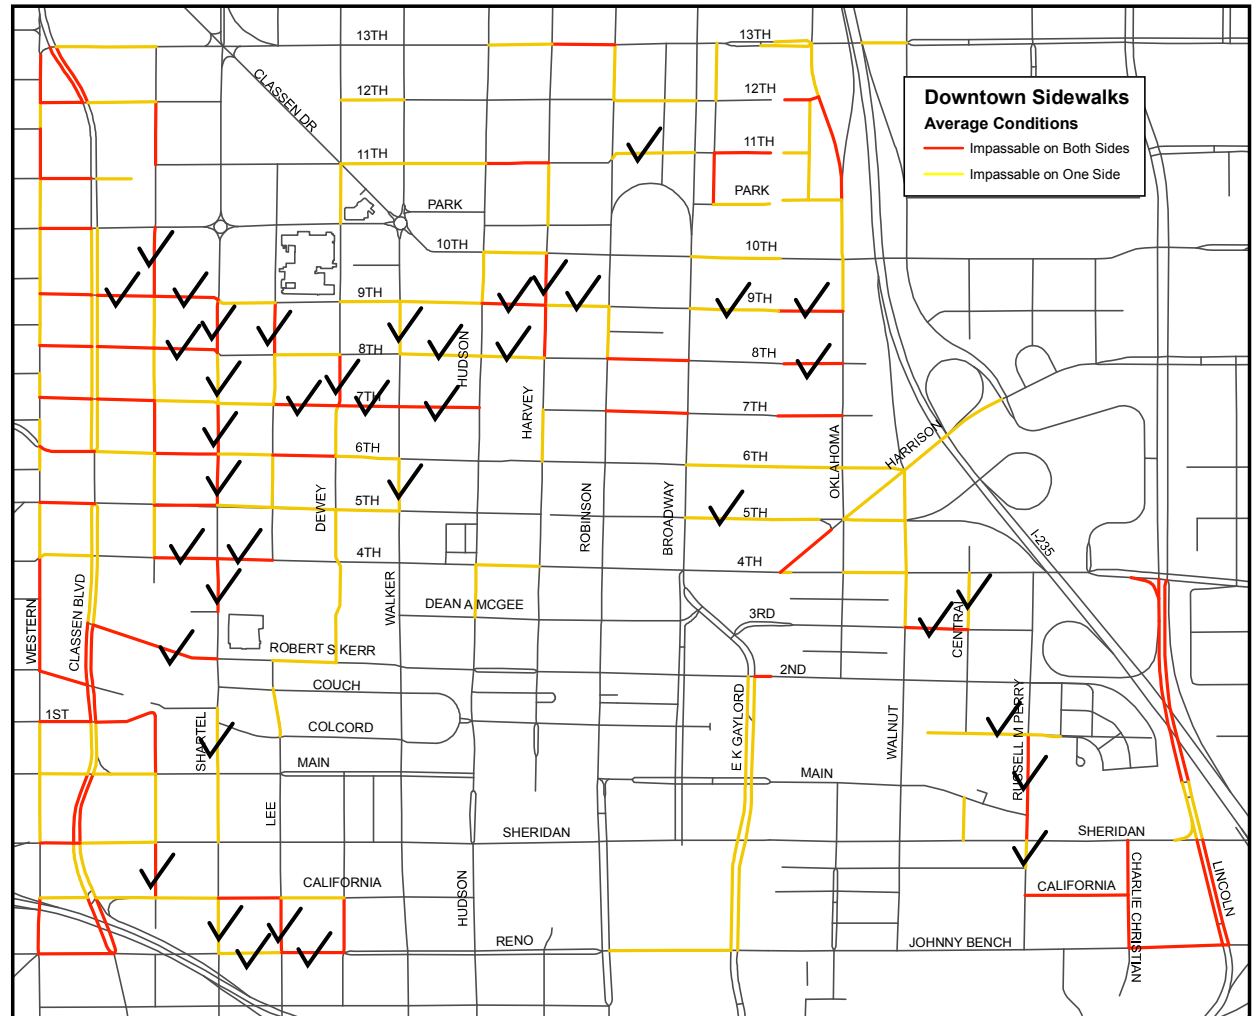 13TH
13TH
CLASSEN DR
12TH
12TH
Downtown Sidewalks
Average Conditions
Impassable on Both Sides
Impassable on One Side
11TH
11TH
PARK
PARK
10TH
10TH
9TH
9TH
8TH
8TH
HUDSON
7TH
7TH
HARVEY
6TH
6TH
OKLAHOMA
HARRISON
5TH
5TH
DEWEY
ROBINSON
BROADWAY
4TH
4TH
I-235
WESTERN
CLASSEN BLVD
WALKER
DEAN A MCGEE
3RD
CENTRAL
ROBERT S KERR
2ND
COUCH
1ST
COLCORD
SHARTEL
E K GAYLORD
WALNUT
RUSSELL M PERRY
MAIN
MAIN
LEE
SHERIDAN
SHERIDAN
CALIFORNIA
CALIFORNIA
HUDSON
CHARLIE CHRISTIAN
LINCOLN
RENO
JOHNNY BENCH